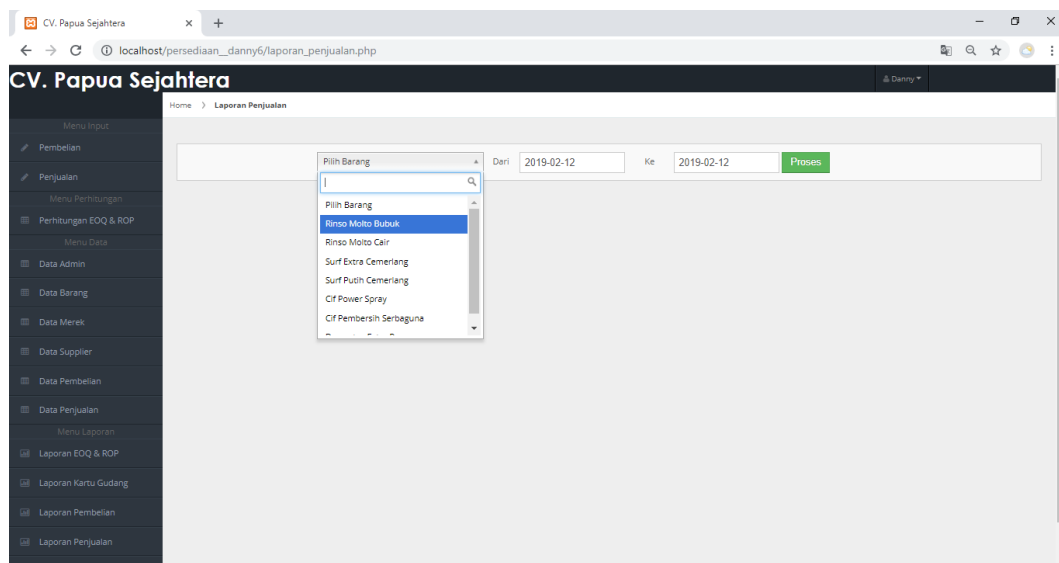 CV. Papua Sejahtera
localhost/persediaan__danny6/laporan_penjualan.php
CV. Papua Sejahtera
Danny
Home > Laporan Penjualan
Menu Input
Pembelian
Penjualan
Menu Perhitungan
Perhitungan EOQ & ROP
Menu Data
Data Admin
Data Barang
Data Merek
Data Supplier
Data Pembelian
Data Penjualan
Menu Laporan
Laporan EOQ & ROP
Laporan Kartu Gudang
Laporan Pembelian
Laporan Penjualan
Pilih Barang Dari 2019-02-12 Ke 2019-02-12 Proses
Pilih Barang
Rinso Molto Bubuk
Rinso Molto Cair
Surf Extra Cemerlang
Surf Putih Cemerlang
Cif Power Spray
Cif Pembersih Serbaguna